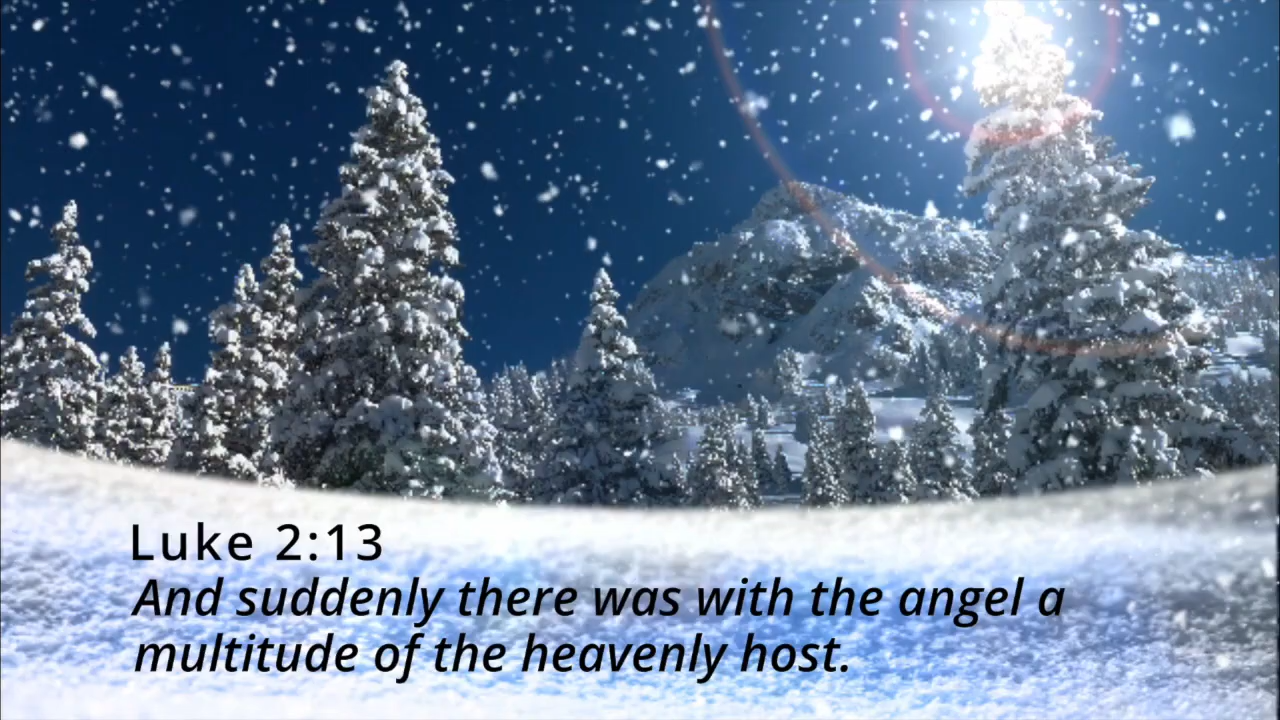 Luke 2:13
And suddenly there was with the angel a
multitude of the heavenly host.